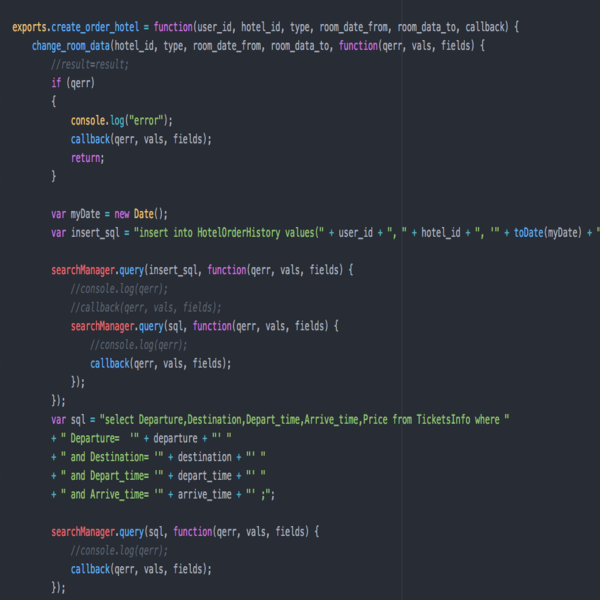 exports.create_order_hotel = function(user_id, hotel_id, type, room_date_from, room_data_to, callback) {
change_room_data(hotel_id, type, room_date_from, room_data_to, function(qerr, vals, fields) {
//result=result;
if (qerr)
{
console.log("error");
callback(qerr, vals, fields);
return;
}
var myDate = new Date();
var insert_sql = "insert into HotelOrderHistory values(" + user_id + ", " + hotel_id + ", '" + toDate(myDate) + "
searchManager.query(insert_sql, function(qerr, vals, fields) {
//console.log(qerr);
//callback(qerr, vals, fields);
searchManager.query(sql, function(qerr, vals, fields) {
//console.log(qerr);
callback(qerr, vals, fields);
});
});
var sql = "select Departure,Destination,Depart_time,Arrive_time,Price from TicketsInfo where "
+ " Departure=  '" + departure + "' "
+ " and Destination= '" + destination + "' "
+ " and Depart_time= '" + depart_time + "' "
+ " and Arrive_time= '" + arrive_time + "' ;";
searchManager.query(sql, function(qerr, vals, fields) {
//console.log(qerr);
callback(qerr, vals, fields);
});